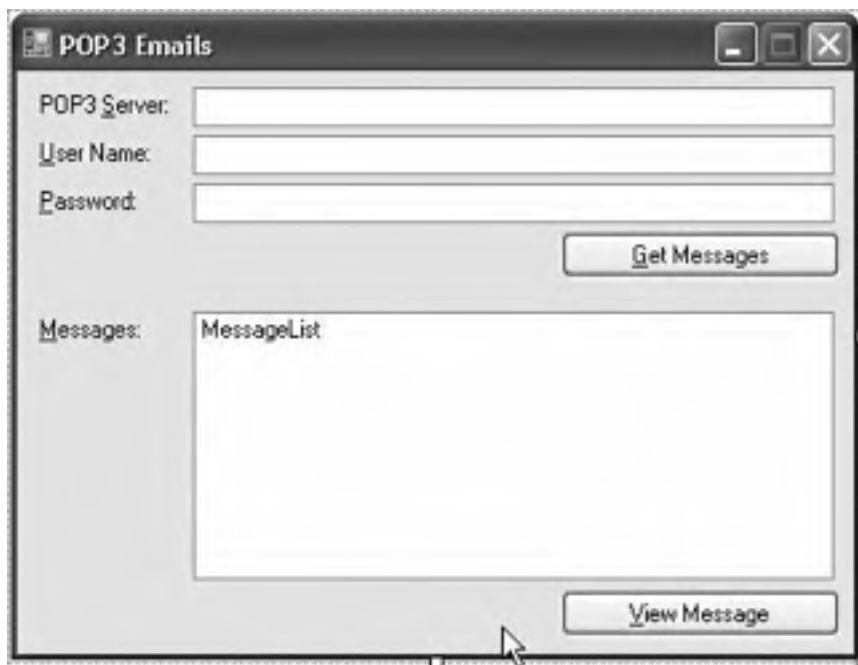 POP3 Emails
POP3 Server:
User Name:
Password:
Get Messages
Messages:
MessageList
View Message